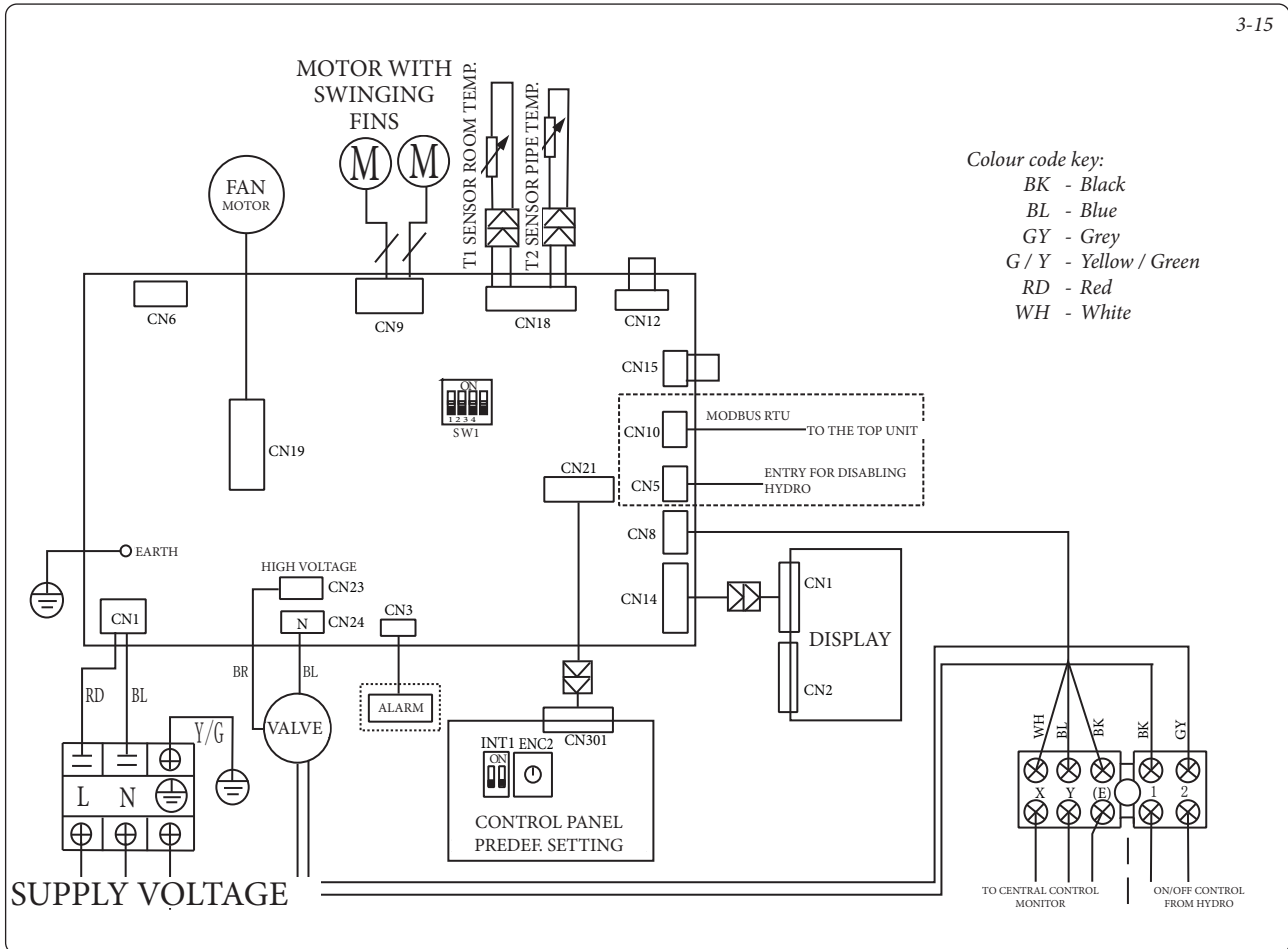 3-15
MOTOR WITH
SWINGING
FINS
T1 SENSOR ROOM TEMP.
T2 SENSOR PIPE TEMP.
M
M
FAN
MOTOR
Colour code key:
BK - Black
BL - Blue
GY - Grey
G / Y - Yellow / Green
RD - Red
WH - White
CN6
CN9
CN18
CN12
CN15
ON
1 2 3 4
SW1
CN19
CN10
MODBUS RTU
TO THE TOP UNIT
CN21
CN5
ENTRY FOR DISABLING
HYDRO
CN8
EARTH
HIGH VOLTAGE
CN23
CN1
N
CN24
CN3
CN14
CN1
DISPLAY
CN2
RD
BL
Y/G
BR
BL
VALVE
ALARM
CN301
INT1 ENC2
ON
CONTROL PANEL
PREDEF. SETTING
L N
WH
BL
BK
BK
GY
X Y (E) 1 2
SUPPLY VOLTAGE
TO CENTRAL CONTROL
MONITOR
ON/OFF CONTROL
FROM HYDRO